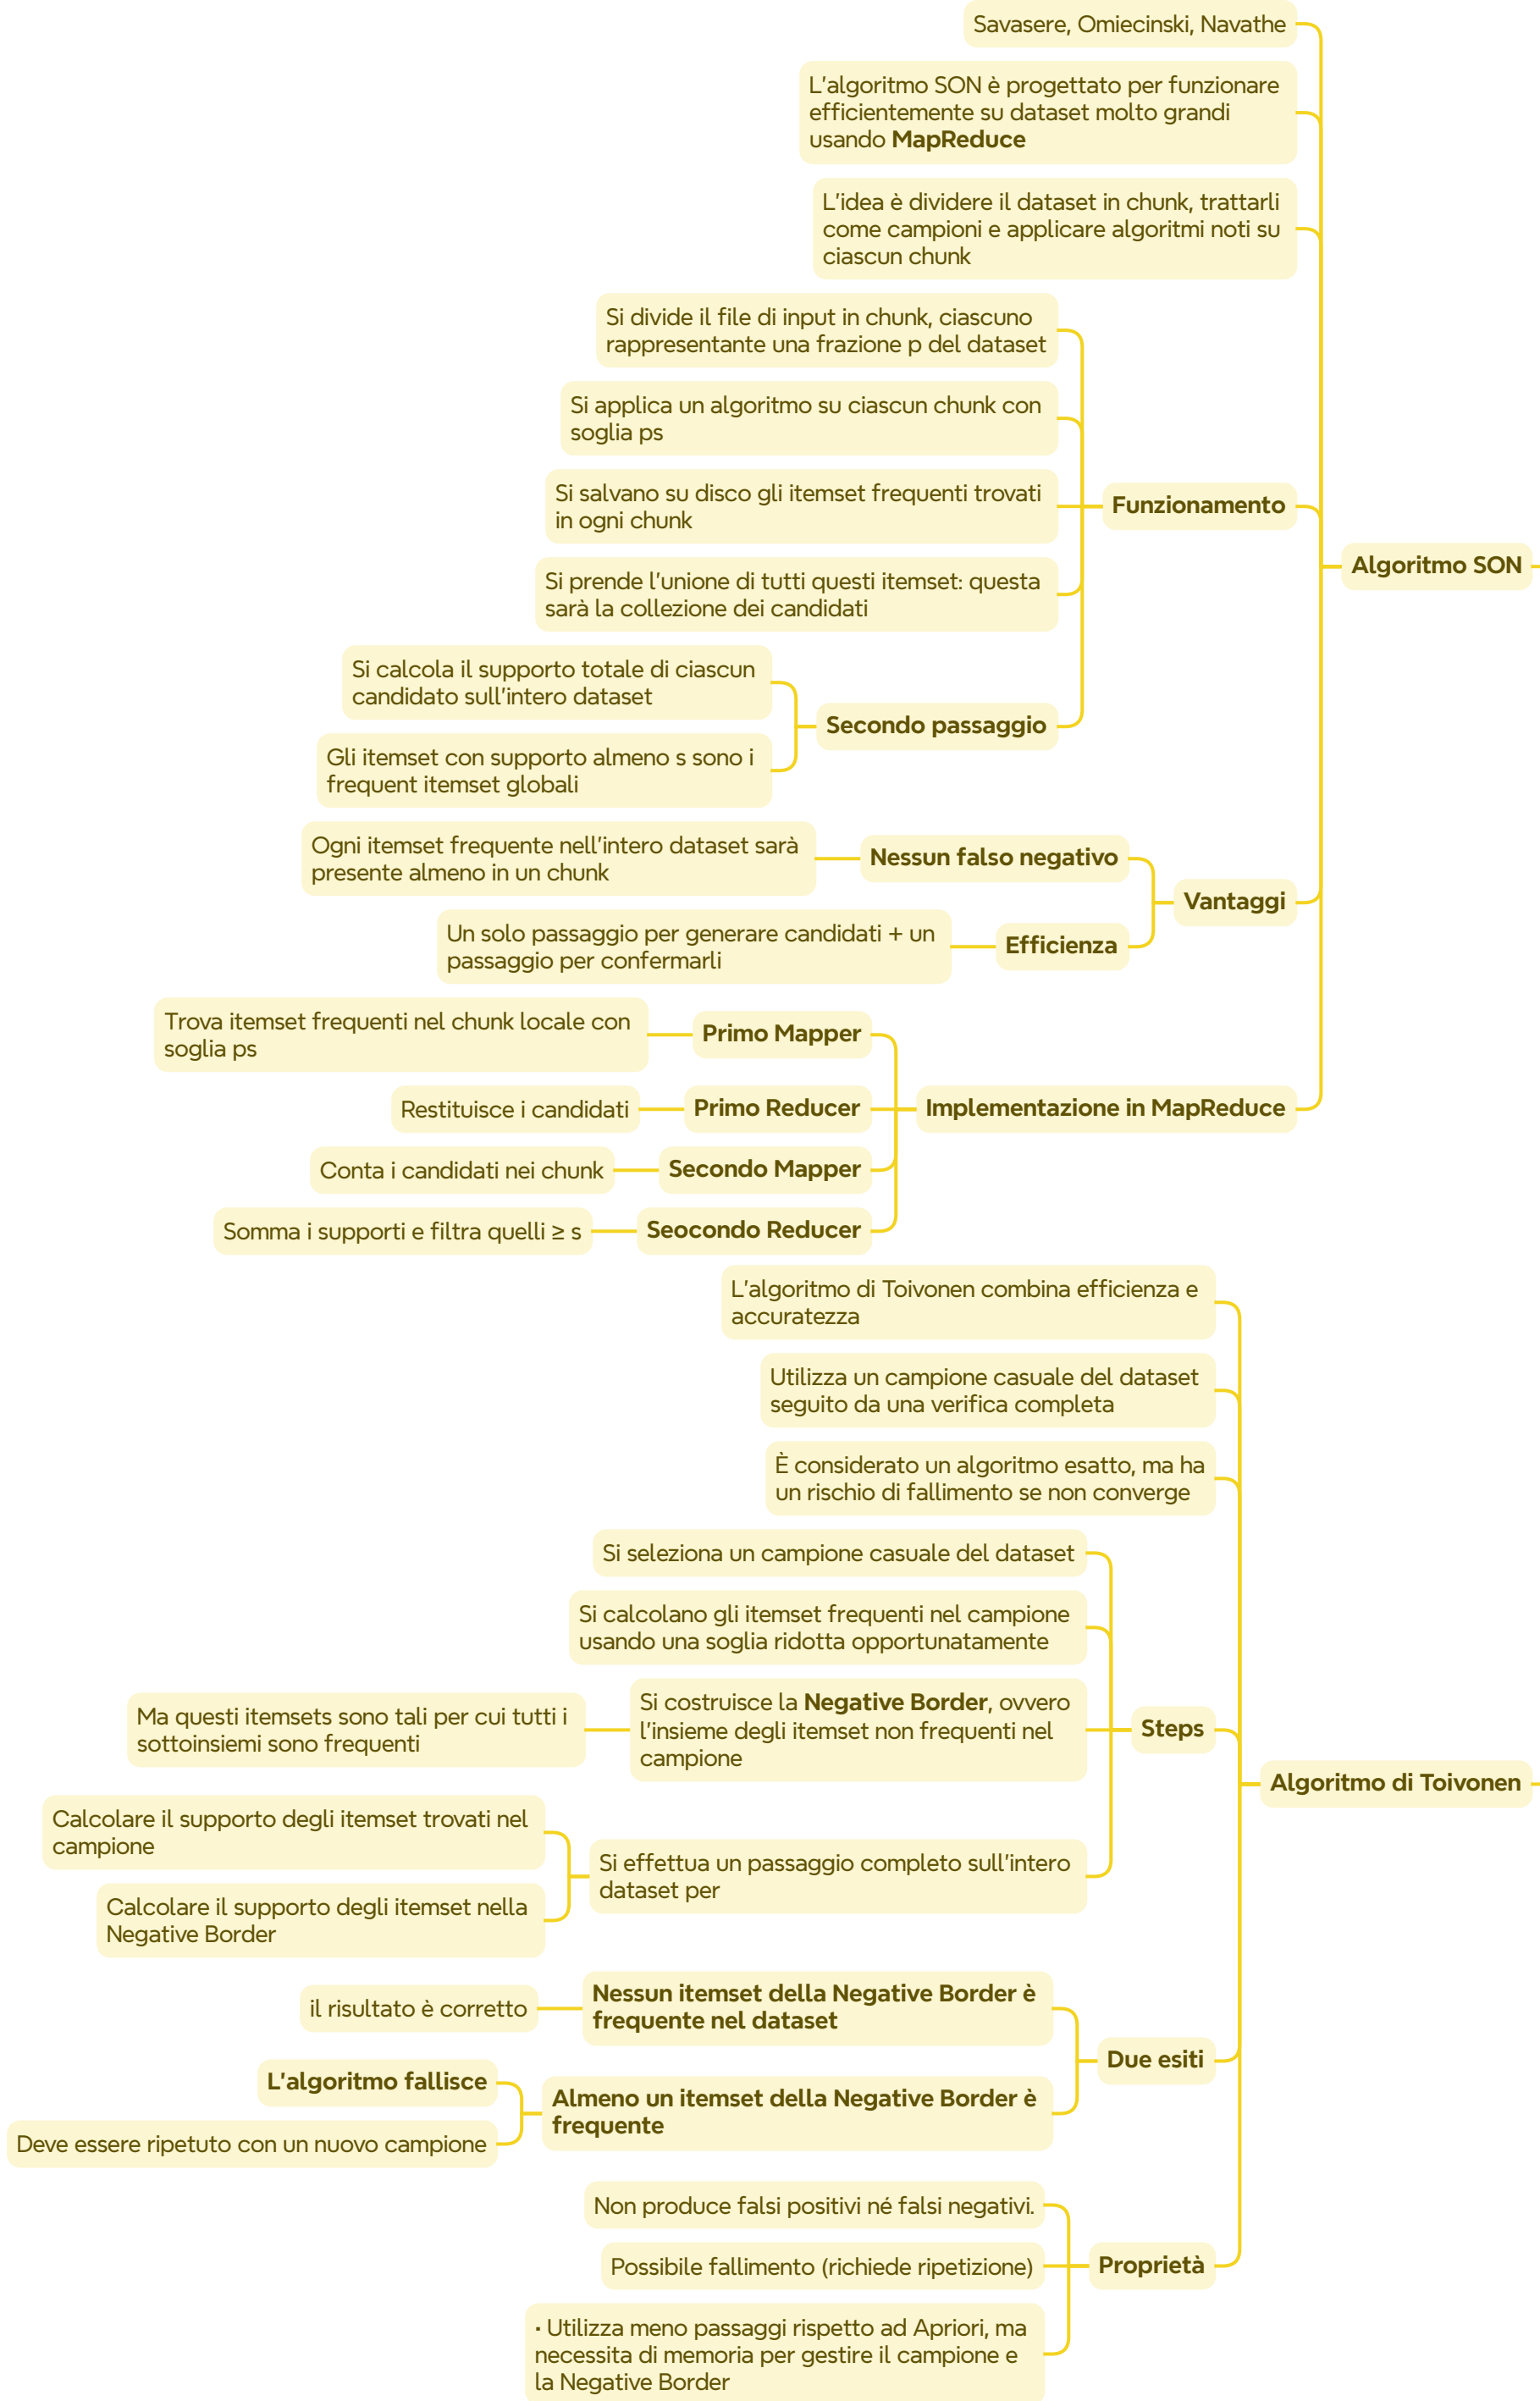 Savasere, Omiecinski, Navathe
L'algoritmo SON è progettato per funzionare
efficientemente su dataset molto grandi
usando MapReduce
L'idea è dividere il dataset in chunk, trattarli
come campioni e applicare algoritmi noti su
ciascun chunk
Si divide il file di input in chunk, ciascuno
rappresentante una frazione p del dataset
Si applica un algoritmo su ciascun chunk con
soglia ps
Si salvano su disco gli itemset frequenti trovati
in ogni chunk
Funzionamento
Algoritmo SON
Si prende l'unione di tutti questi itemset: questa
sarà la collezione dei candidati
Si calcola il supporto totale di ciascun
candidato sull'intero dataset
Secondo passaggio
Gli itemset con supporto almeno s sono i
frequent itemset globali
Ogni itemset frequente nell'intero dataset sarà
presente almeno in un chunk
Nessun falso negativo
Vantaggi
Un solo passaggio per generare candidati + un
passaggio per confermarli
Efficienza
Trova itemset frequenti nel chunk locale con
soglia ps
Primo Mapper
Restituisce i candidati
Primo Reducer
Implementazione in MapReduce
Conta i candidati nei chunk
Secondo Mapper
Somma i supporti e filtra quelli ≥ s
Seocondo Reducer
L'algoritmo di Toivonen combina efficienza e
accuratezza
Utilizza un campione casuale del dataset
seguito da una verifica completa
È considerato un algoritmo esatto, ma ha
un rischio di fallimento se non converge
Si seleziona un campione casuale del dataset
Si calcolano gli itemset frequenti nel campione
usando una soglia ridotta opportunatamente
Si costruisce la Negative Border, ovvero
l'insieme degli itemset non frequenti nel
campione
Ma questi itemsets sono tali per cui tutti i
sottoinsiemi sono frequenti
Steps
Algoritmo di Toivonen
Calcolare il supporto degli itemset trovati nel
campione
Si effettua un passaggio completo sull'intero
dataset per
Calcolare il supporto degli itemset nella
Negative Border
Nessun itemset della Negative Border è
frequente nel dataset
il risultato è corretto
Due esiti
L'algoritmo fallisce
Almeno un itemset della Negative Border è
frequente
Deve essere ripetuto con un nuovo campione
Non produce falsi positivi né falsi negativi.
Possibile fallimento (richiede ripetizione)
Proprietà
• Utilizza meno passaggi rispetto ad Apriori, ma
necessita di memoria per gestire il campione e
la Negative Border